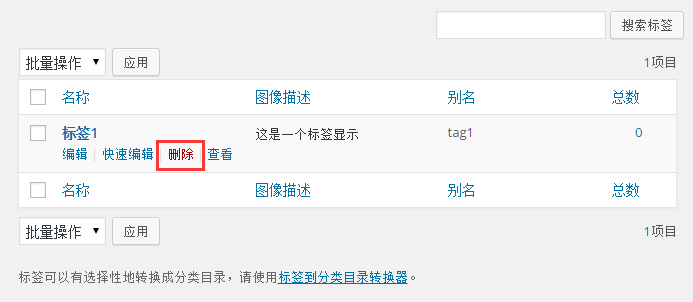 搜索标签
批量操作 应用 1项目
名称 图像描述 别名 总数
标签1 这是一个标签显示 tag1 0
编辑 | 快速编辑 | 删除 | 查看
名称 图像描述 别名 总数
批量操作 应用 1项目
标签可以有选择性地转换成分类目录，请使用标签到分类目录转换器。